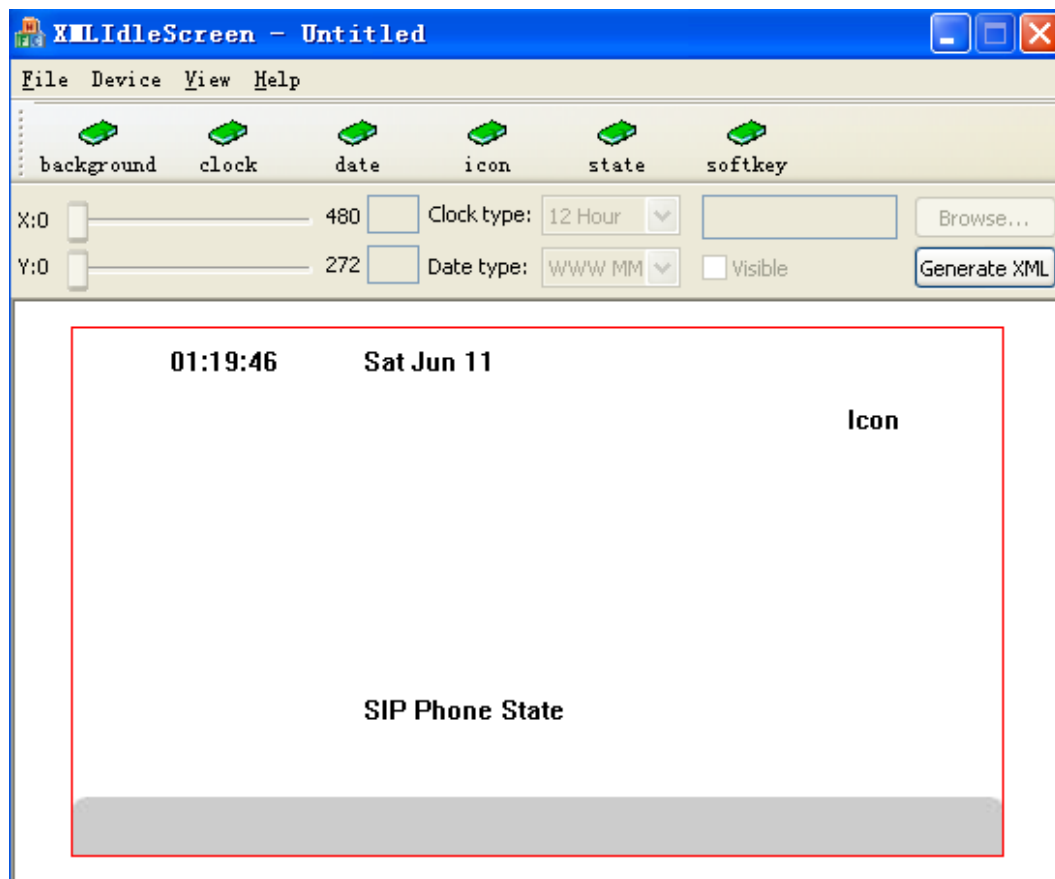 XMLIdleScreen - Untitled
File Device View Help
background clock date icon state softkey
X:0 480 Clock type: 12 Hour Browse...
Y:0 272 Date type: WWW MM Visible Generate XML
01:19:46 Sat Jun 11
Icon
SIP Phone State